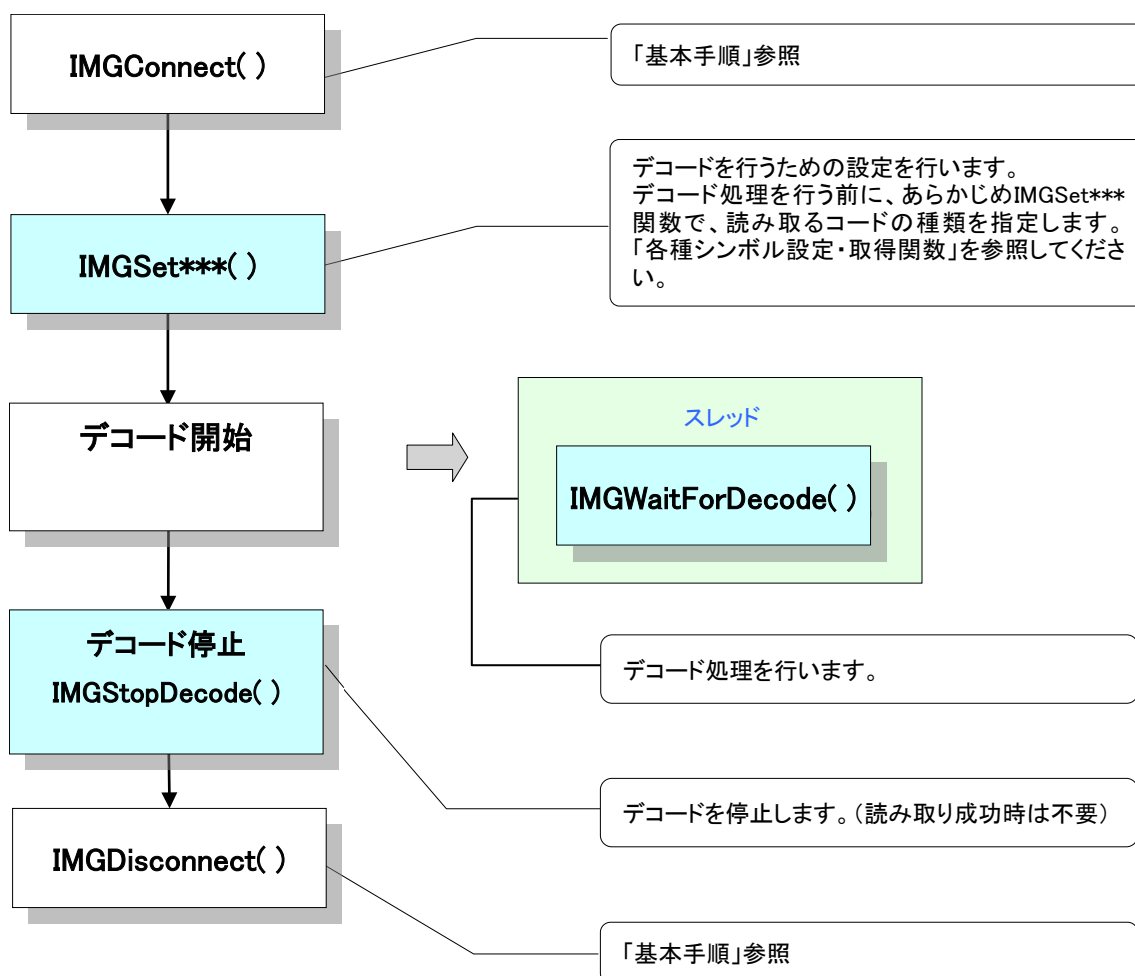 IMGConnect( )
「基本手順」参照
デコードを行うための設定を行います。
デコード処理を行う前に、あらかじめIMGSet***
関数で、読み取るコードの種類を指定します。
「各種シンボル設定・取得関数」を参照してくださ
い。
IMGSet***( )
デコード開始
スレッド
IMGWaitForDecode( )
デコード停止
IMGStopDecode( )
デコード処理を行います。
デコードを停止します。(読み取り成功時は不要)
IMGDisconnect( )
「基本手順」参照